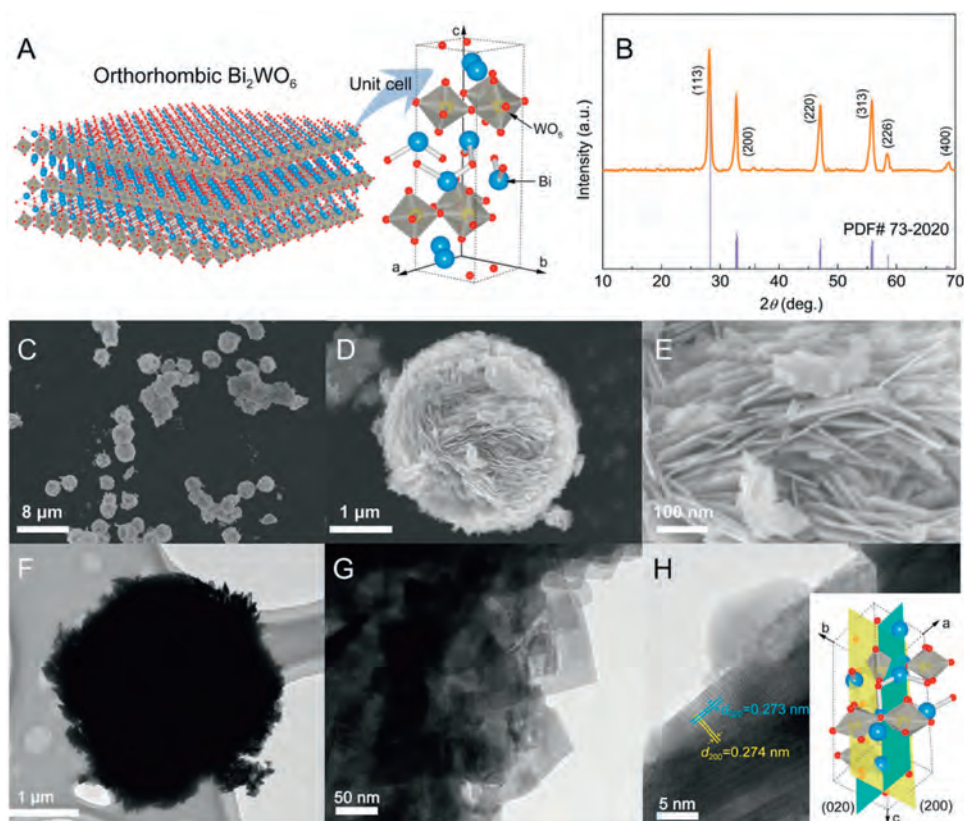 A
Orthorhombic Bi₂WO₆
Unit cell
c
WO₆
Bi
a
b
B
Intensity (a.u.)
(113)
(200)
(220)
(313)
(226)
(400)
PDF# 73-2020
10
20
30
40
50
60
70
2θ (deg.)
C
8 µm
D
1 µm
E
100 nm
F
1 µm
G
50 nm
H
d₀₂₀=0.273 nm
d₂₀₀=0.274 nm
5 nm
b
a
(020)
c
(200)